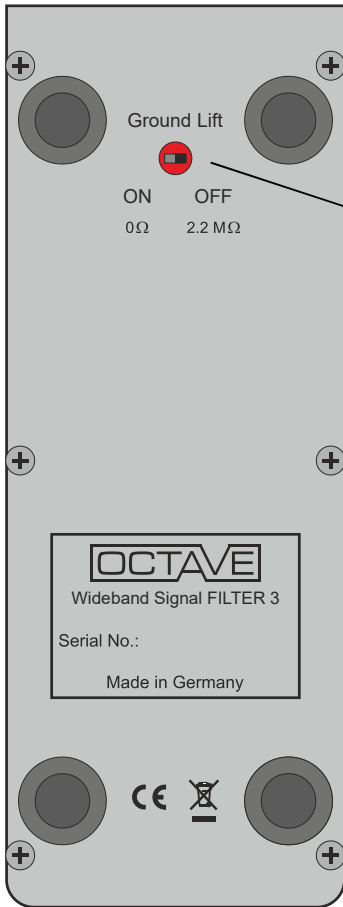 Ground Lift
ON OFF
0Ω 2.2 MΩ
OCTAVE
Wideband Signal FILTER 3
Serial No.:
Made in Germany
CE